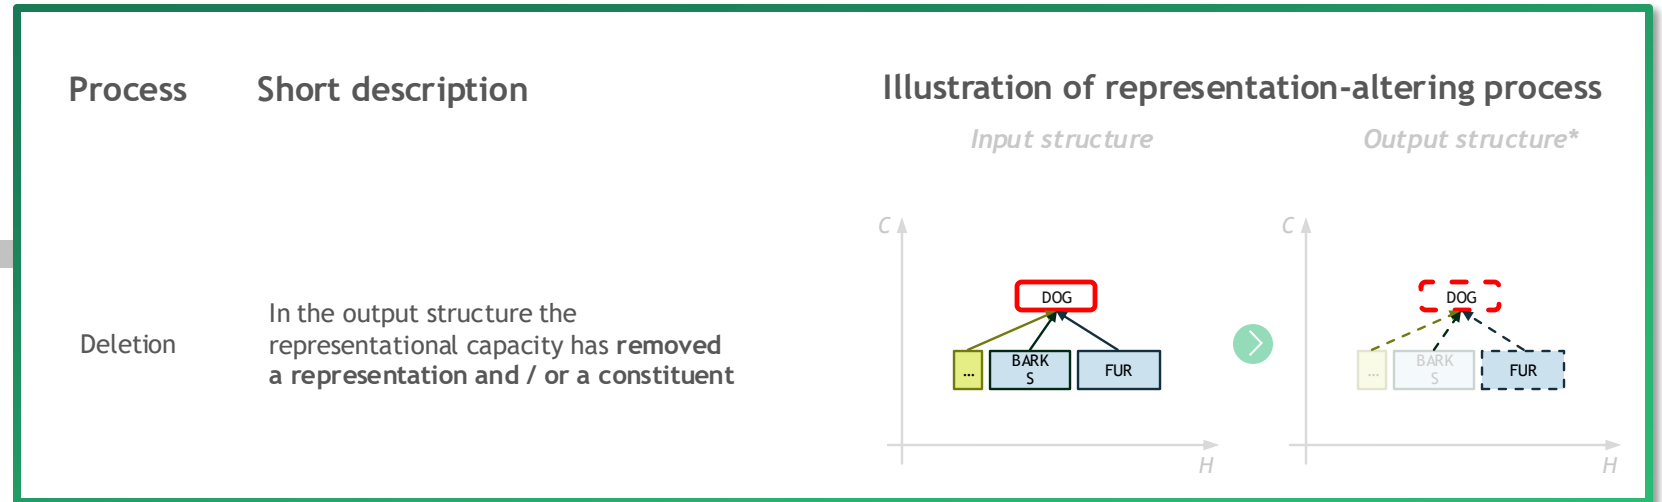 Process Short description Illustration of representation-altering process
Input structure Output structure*
C C
DOG DOG
In the output structure the
Deletion representational capacity has removed
a representation and / or a constituent
... BARK FUR ... BARK FUR
S S
H H